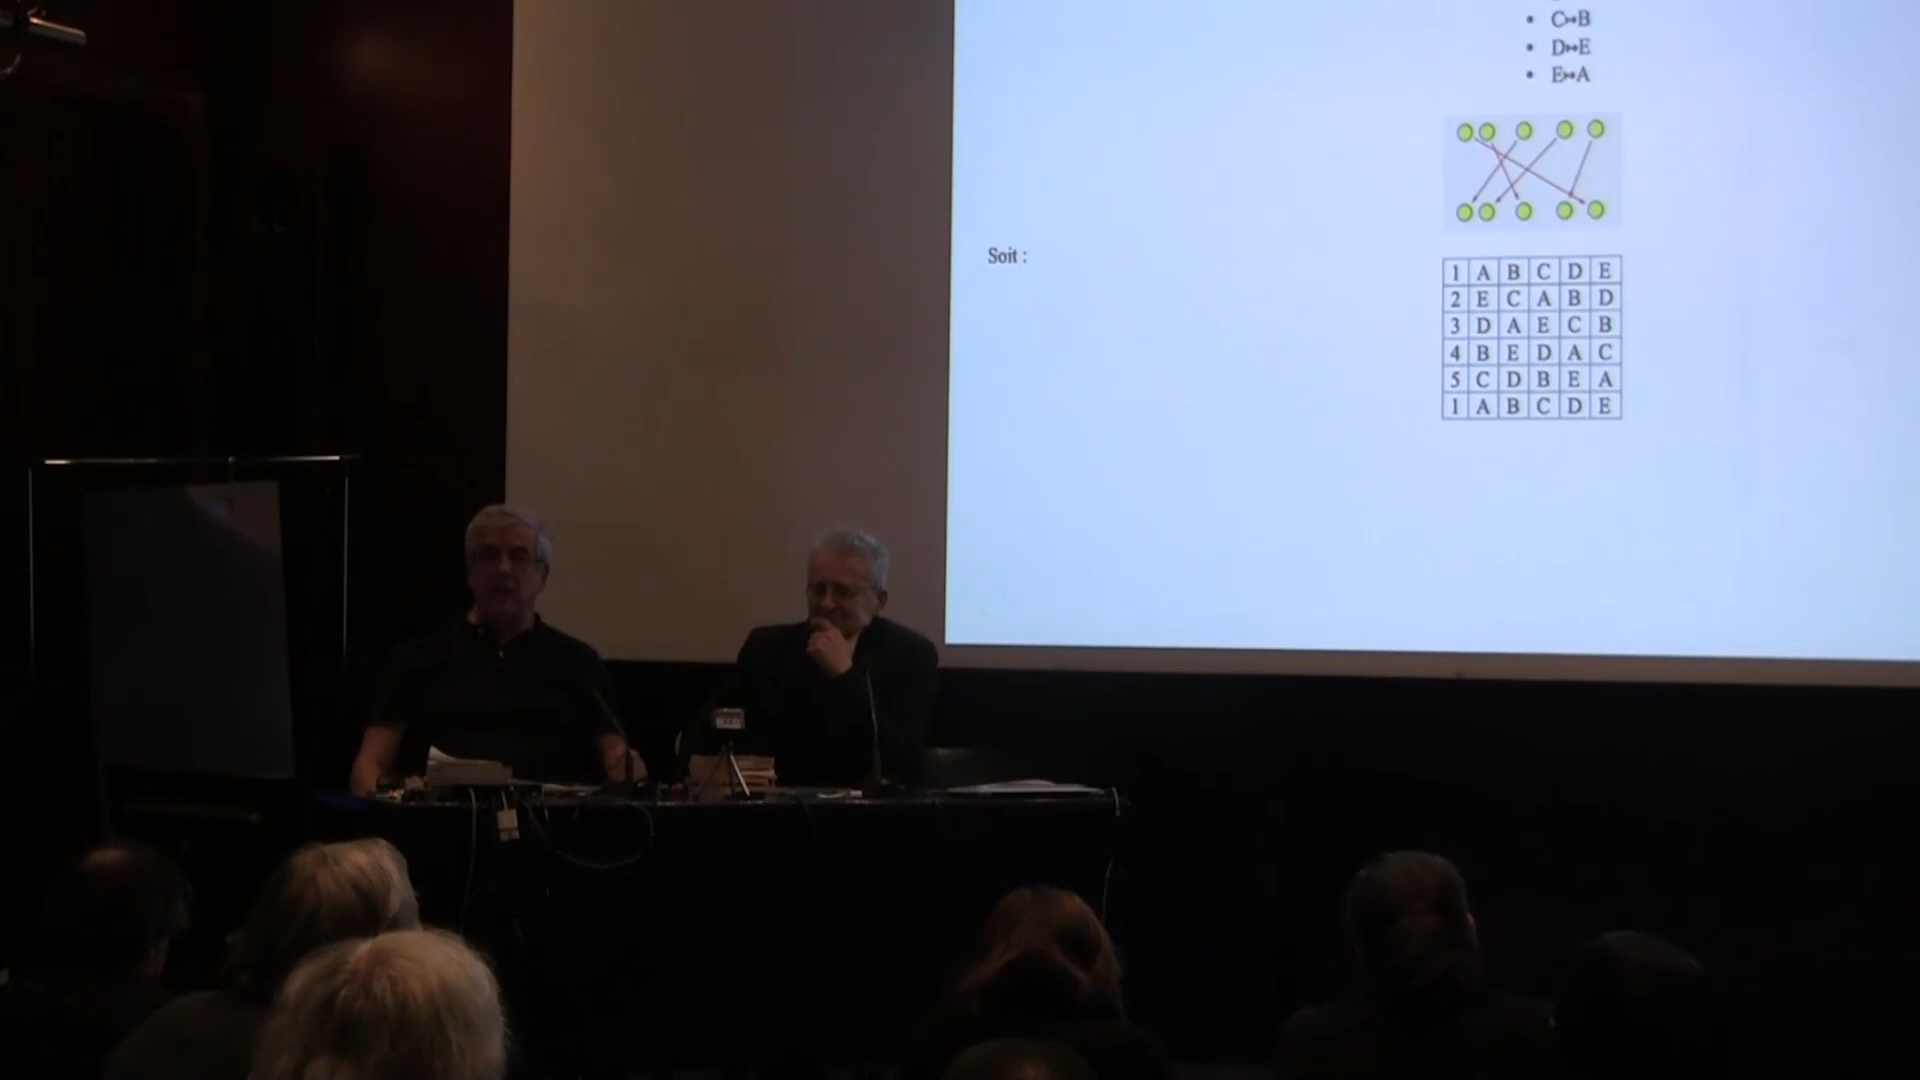 • C↦B
• D↦E
• E↦A
Soit :
1 A B C D E
2 E C A B D
3 D A E C B
4 B E D A C
5 C D B E A
1 A B C D E